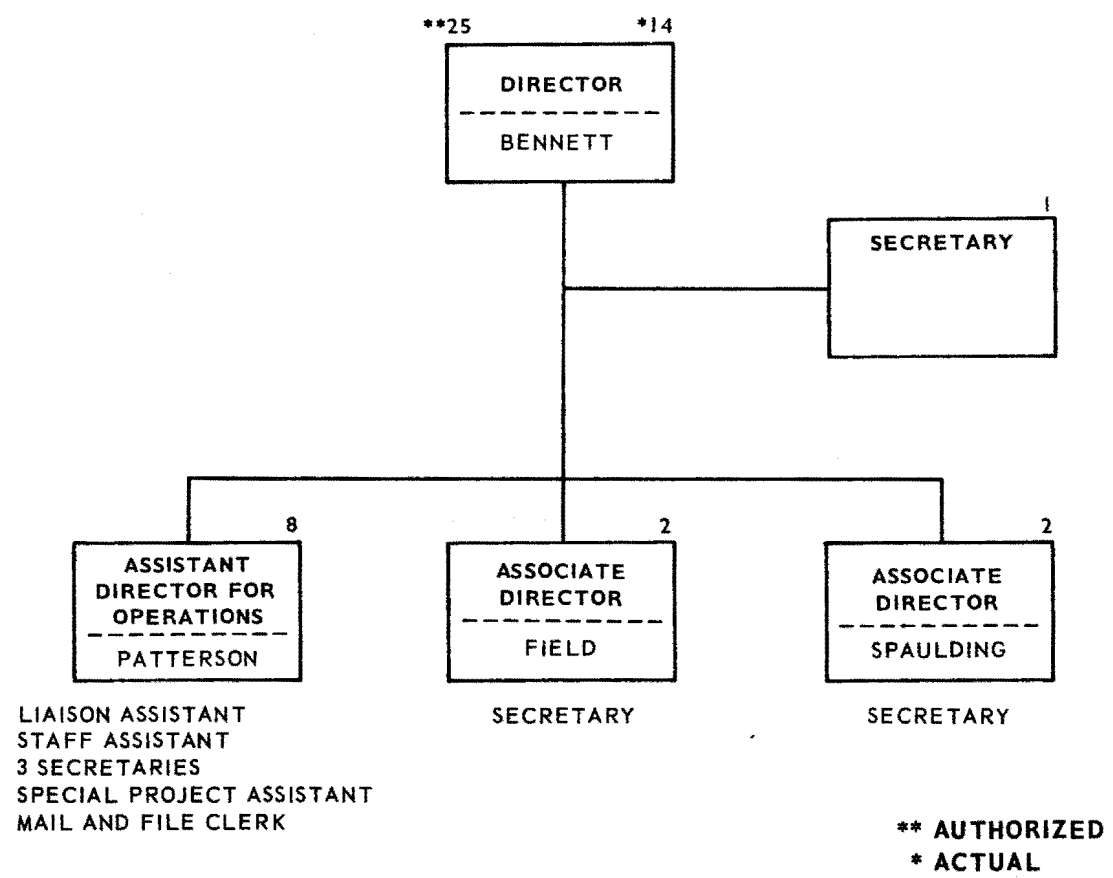 **25 *14
DIRECTOR
BENNETT
1
SECRETARY
8
ASSISTANT
DIRECTOR FOR
OPERATIONS
PATTERSON
LIAISON ASSISTANT
STAFF ASSISTANT
3 SECRETARIES
SPECIAL PROJECT ASSISTANT
MAIL AND FILE CLERK
2
ASSOCIATE
DIRECTOR
FIELD
SECRETARY
2
ASSOCIATE
DIRECTOR
SPAULDING
SECRETARY
** AUTHORIZED
* ACTUAL